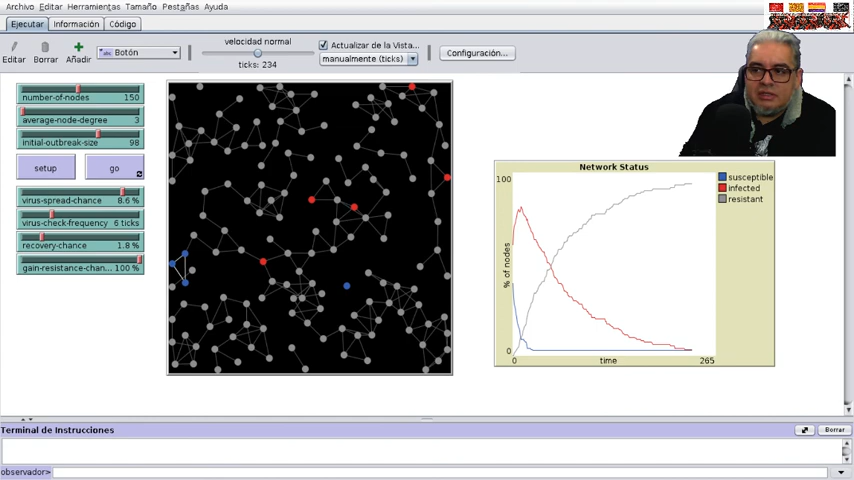 Archivo Editar Herramientas Tamaño Pestañas Ayuda
Ejecutar Información Código
Editar Borrar Añadir
abc Botón
velocidad normal
ticks: 234
Actualizar de la Vista...
manualmente (ticks)
Configuración...
number-of-nodes 150
average-node-degree 3
initial-outbreak-size 98
setup go
virus-spread-chance 8.6 %
virus-check-frequency 6 ticks
recovery-chance 1.8 %
gain-resistance-chan... 100 %
Network Status
100
% of nodes
0
0 time 265
susceptible
infected
resistant
Terminal de Instrucciones
Borrar
observador>